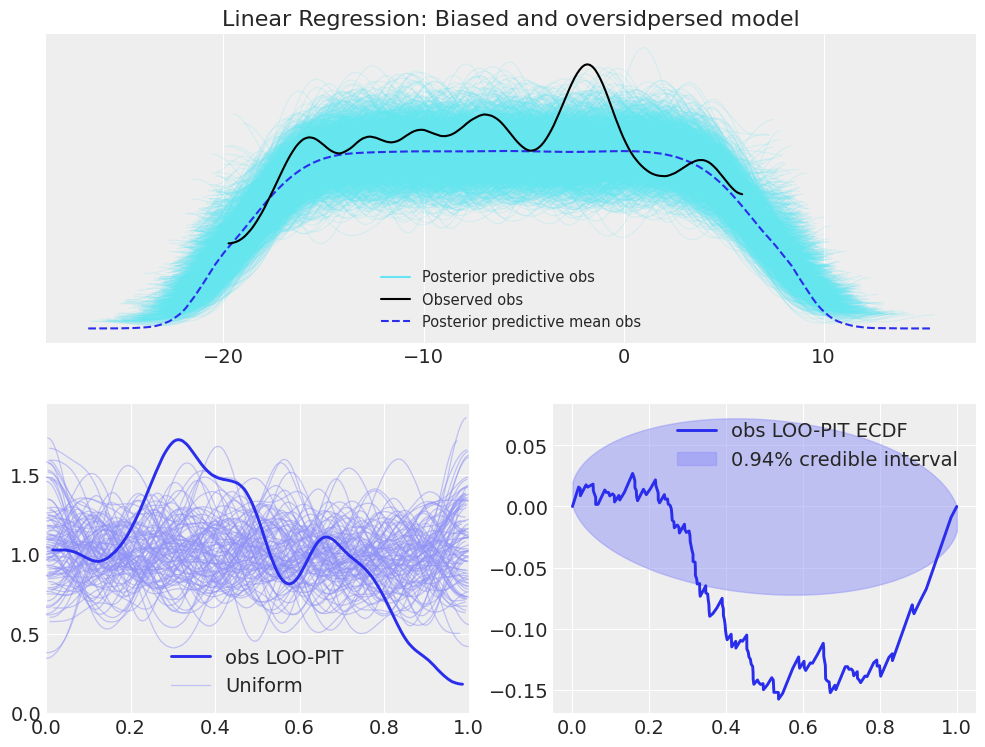 Linear Regression: Biased and oversidpersed model
Posterior predictive obs
Observed obs
Posterior predictive mean obs
−20 −10 0 10
1.5
1.0
0.5
0.0
obs LOO-PIT
Uniform
0.0 0.2 0.4 0.6 0.8 1.0
0.05
0.00
−0.05
−0.10
−0.15
obs LOO-PIT ECDF
0.94% credible interval
0.0 0.2 0.4 0.6 0.8 1.0